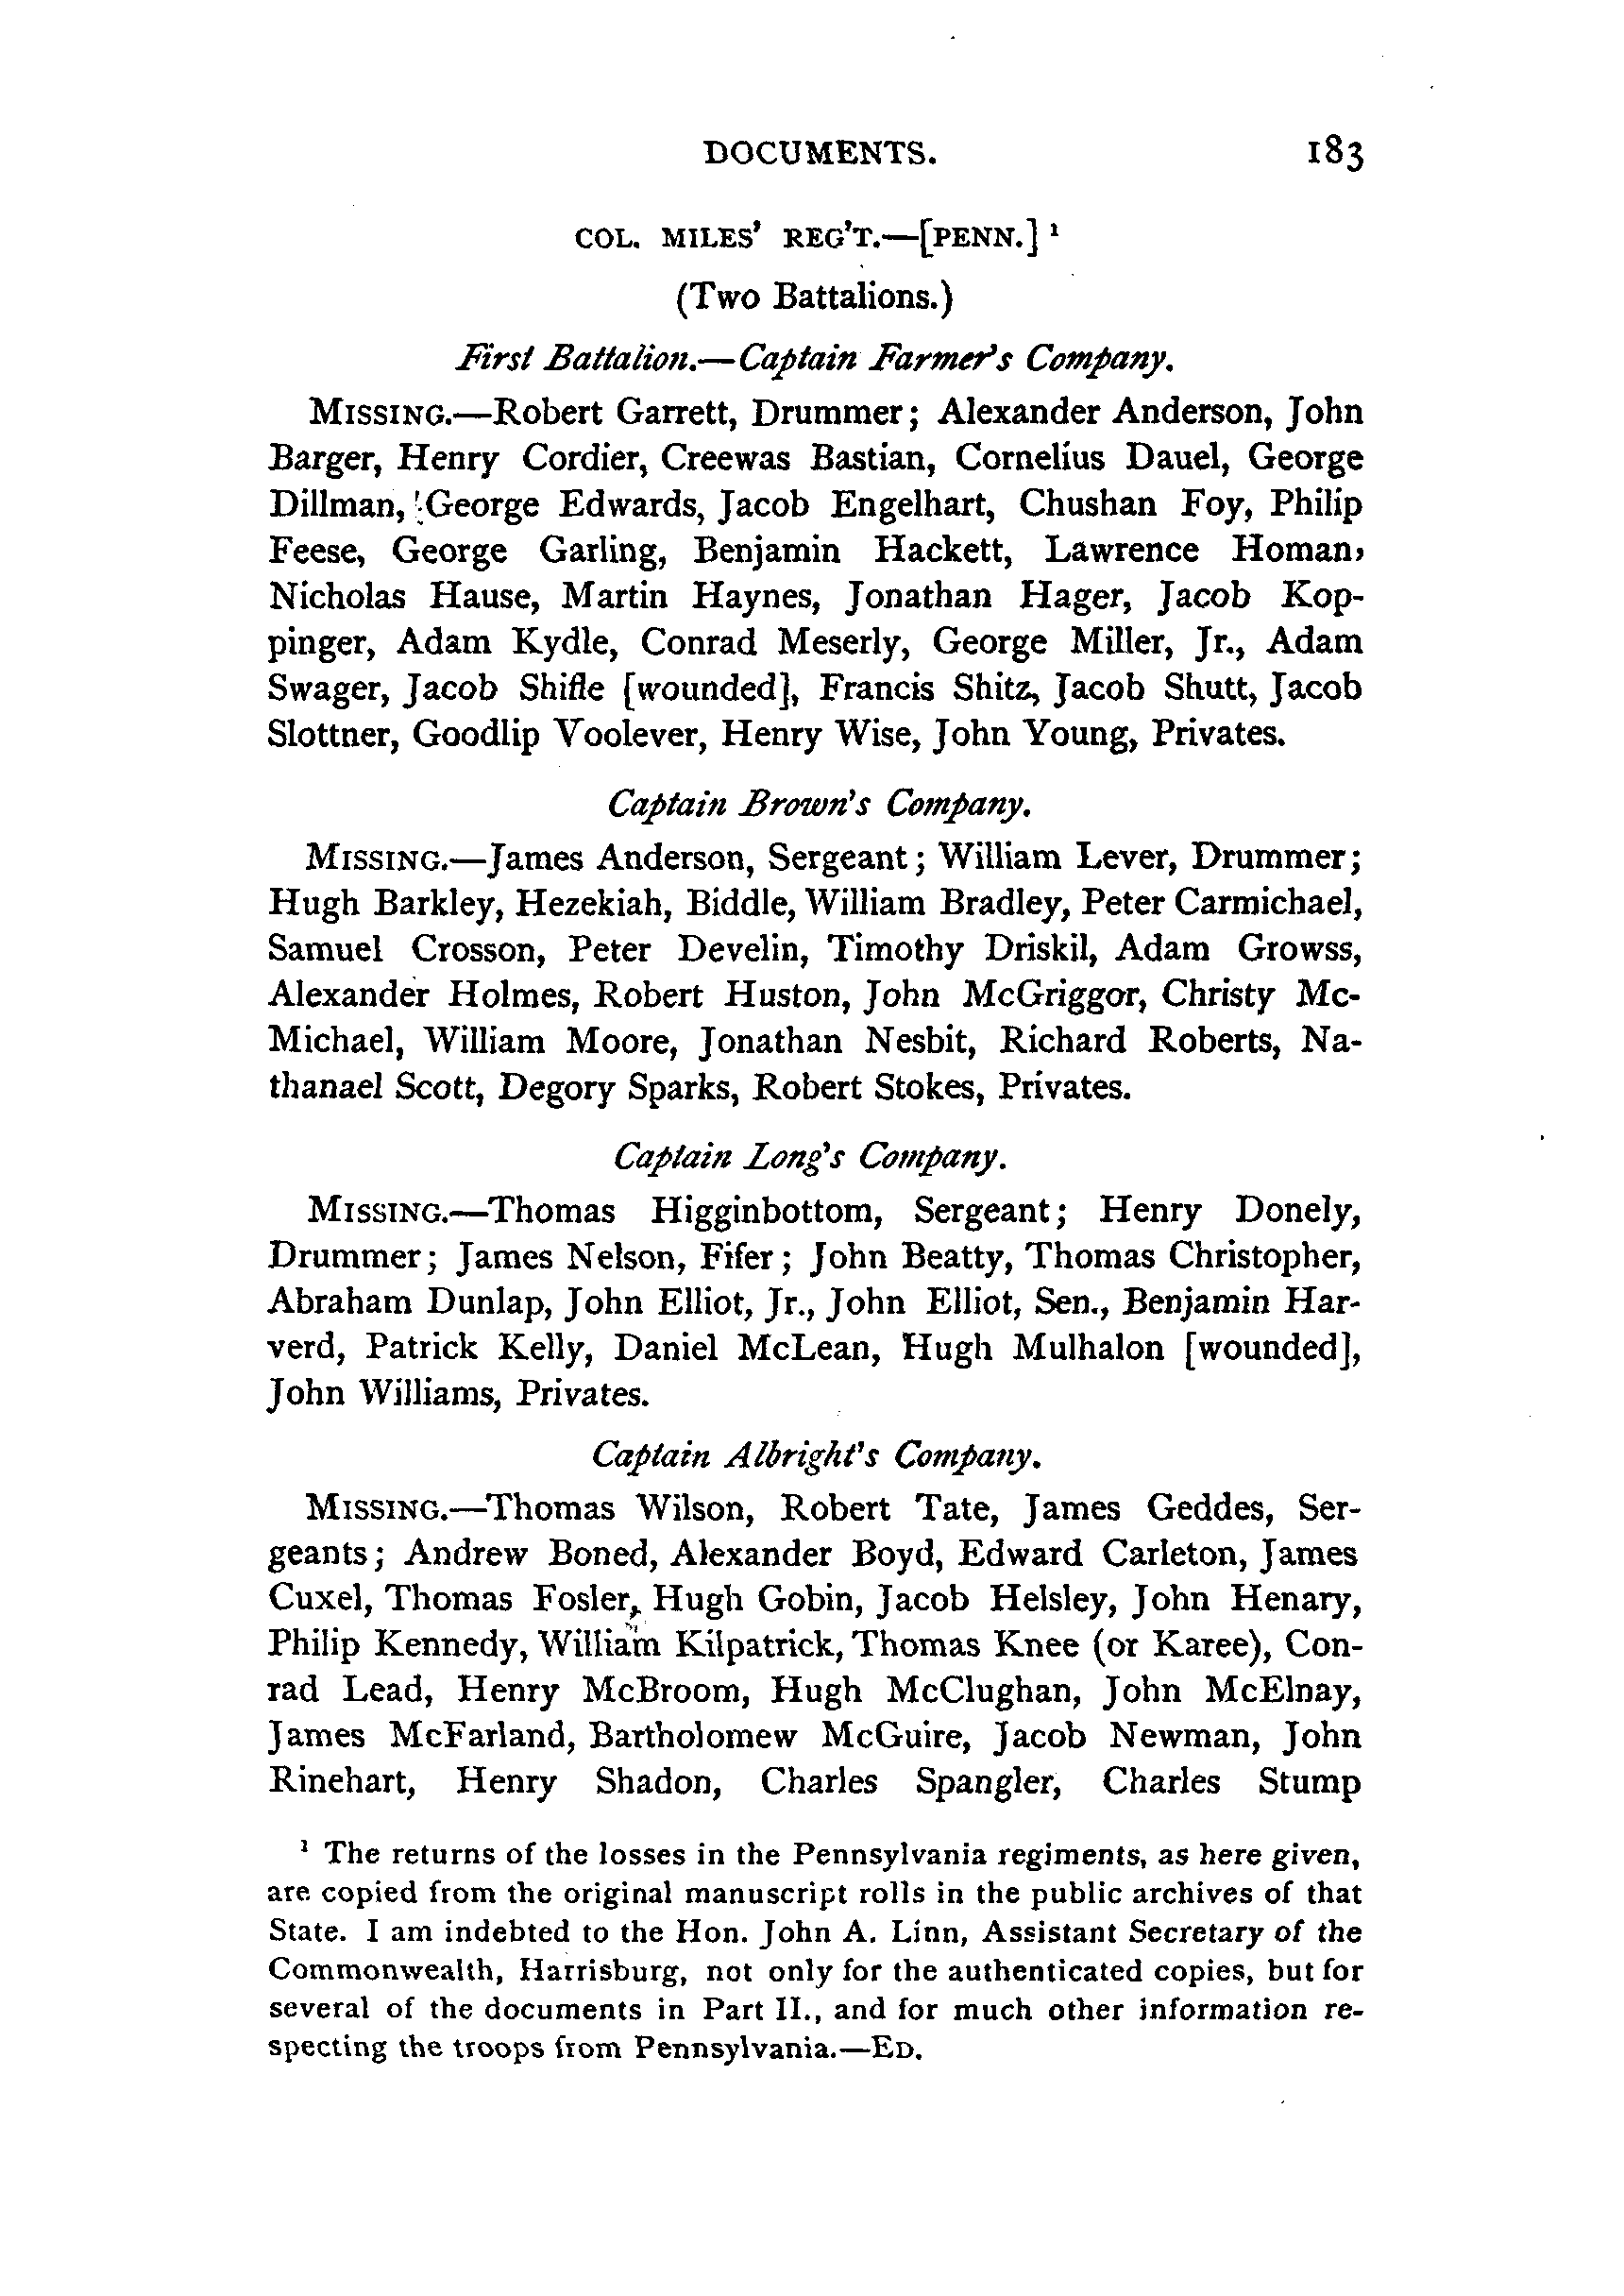 DOCUMENTS. 183
COL. MILES' REG'T.—[PENN.] ¹
(Two Battalions.)
First Battalion.—Captain Farmer's Company.
MISSING.—Robert Garrett, Drummer; Alexander Anderson, John
Barger, Henry Cordier, Creewas Bastian, Cornelius Dauel, George
Dillman, George Edwards, Jacob Engelhart, Chushan Foy, Philip
Feese, George Garling, Benjamin Hackett, Lawrence Homan,
Nicholas Hause, Martin Haynes, Jonathan Hager, Jacob Kop-
pinger, Adam Kydle, Conrad Meserly, George Miller, Jr., Adam
Swager, Jacob Shifle [wounded], Francis Shitz, Jacob Shutt, Jacob
Slottner, Goodlip Voolever, Henry Wise, John Young, Privates.
Captain Brown's Company.
MISSING.—James Anderson, Sergeant; William Lever, Drummer;
Hugh Barkley, Hezekiah, Biddle, William Bradley, Peter Carmichael,
Samuel Crosson, Peter Develin, Timothy Driskil, Adam Growss,
Alexander Holmes, Robert Huston, John McGriggor, Christy Mc-
Michael, William Moore, Jonathan Nesbit, Richard Roberts, Na-
thanael Scott, Degory Sparks, Robert Stokes, Privates.
Captain Long's Company.
MISSING.—Thomas Higginbottom, Sergeant; Henry Donely,
Drummer; James Nelson, Fifer; John Beatty, Thomas Christopher,
Abraham Dunlap, John Elliot, Jr., John Elliot, Sen., Benjamin Har-
verd, Patrick Kelly, Daniel McLean, Hugh Mulhalon [wounded],
John Williams, Privates.
Captain Albright's Company.
MISSING.—Thomas Wilson, Robert Tate, James Geddes, Ser-
geants; Andrew Boned, Alexander Boyd, Edward Carleton, James
Cuxel, Thomas Fosler, Hugh Gobin, Jacob Helsley, John Henary,
Philip Kennedy, William Kilpatrick, Thomas Knee (or Karee), Con-
rad Lead, Henry McBroom, Hugh McClughan, John McElnay,
James McFarland, Bartholomew McGuire, Jacob Newman, John
Rinehart, Henry Shadon, Charles Spangler, Charles Stump
¹ The returns of the losses in the Pennsylvania regiments, as here given,
are copied from the original manuscript rolls in the public archives of that
State. I am indebted to the Hon. John A. Linn, Assistant Secretary of the
Commonwealth, Harrisburg, not only for the authenticated copies, but for
several of the documents in Part II., and for much other information re-
specting the troops from Pennsylvania.—ED.